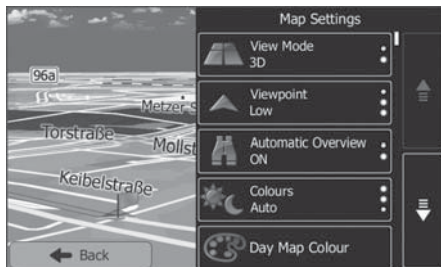 Map Settings
View Mode
3D
Viewpoint
Low
Automatic Overview
ON
Colours
Auto
Day Map Colour
96a
Metzer S
Torstraße
Mollst
Keibelstraße
Back